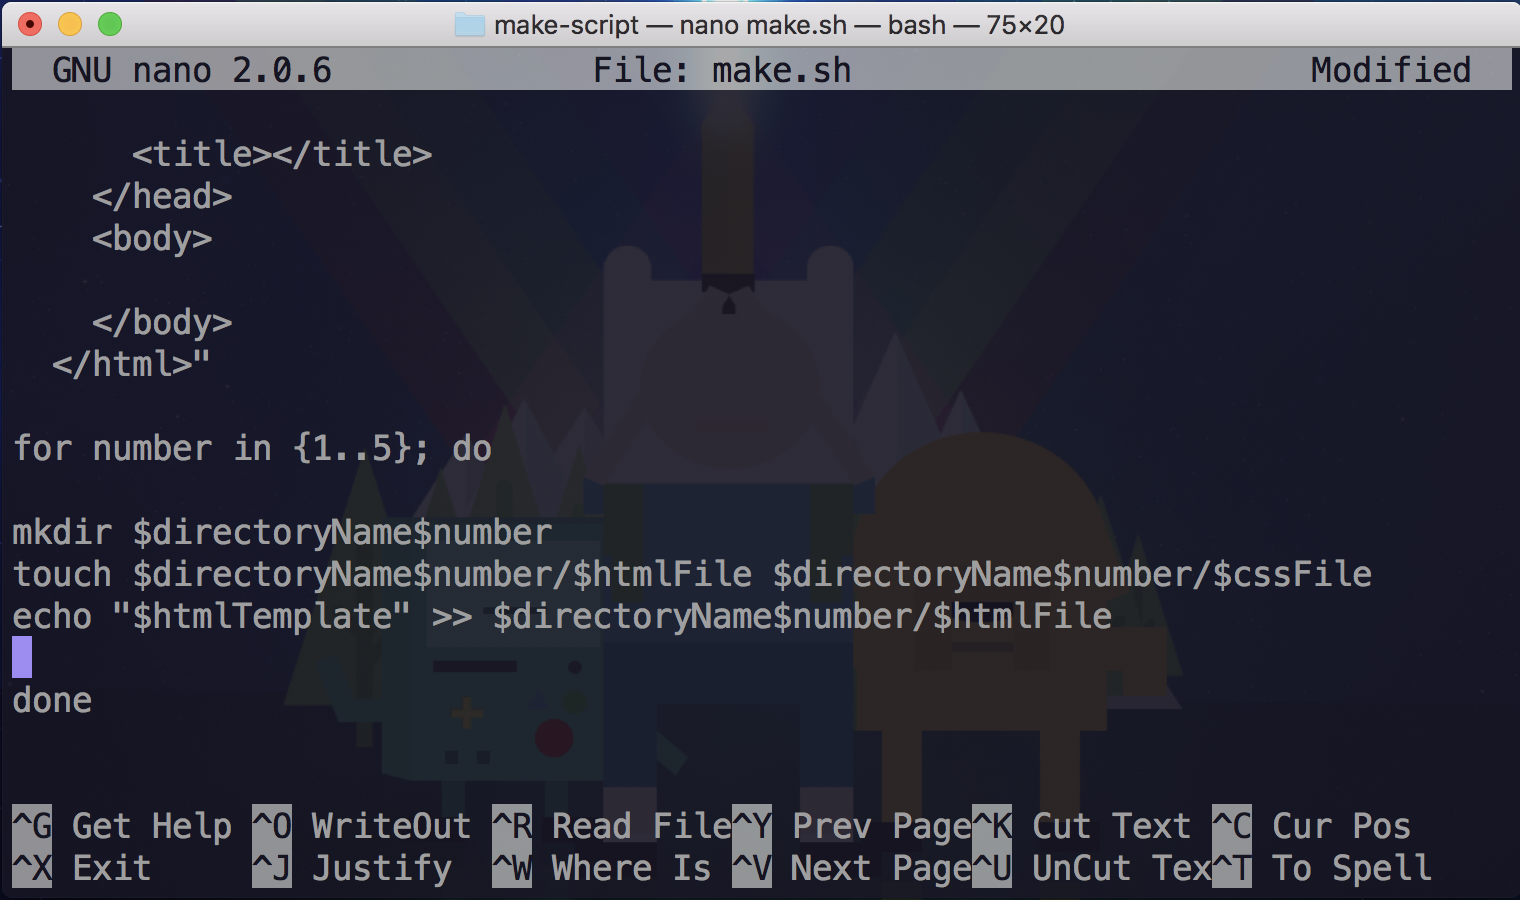 make-script — nano make.sh — bash — 75×20
GNU nano 2.0.6 File: make.sh Modified
<title></title>
</head>
<body>
</body>
</html>"
for number in {1..5}; do
mkdir $directoryName$number
touch $directoryName$number/$htmlFile $directoryName$number/$cssFile
echo "$htmlTemplate" >> $directoryName$number/$htmlFile
done
^G Get Help ^O WriteOut ^R Read File ^Y Prev Page ^K Cut Text ^C Cur Pos
^X Exit ^J Justify ^W Where Is ^V Next Page ^U UnCut Tex ^T To Spell